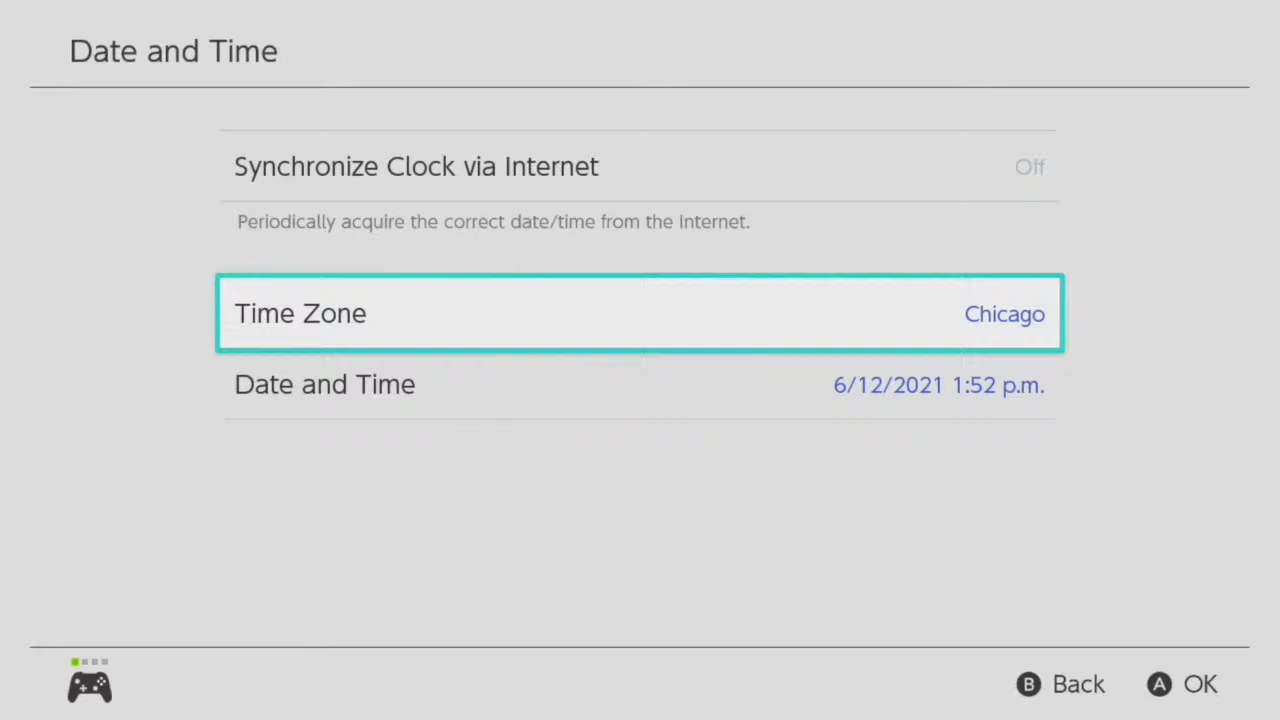 Date and Time
Synchronize Clock via Internet Off
Periodically acquire the correct date/time from the Internet.
Time Zone Chicago
Date and Time 6/12/2021 1:52 p.m.
B Back A OK